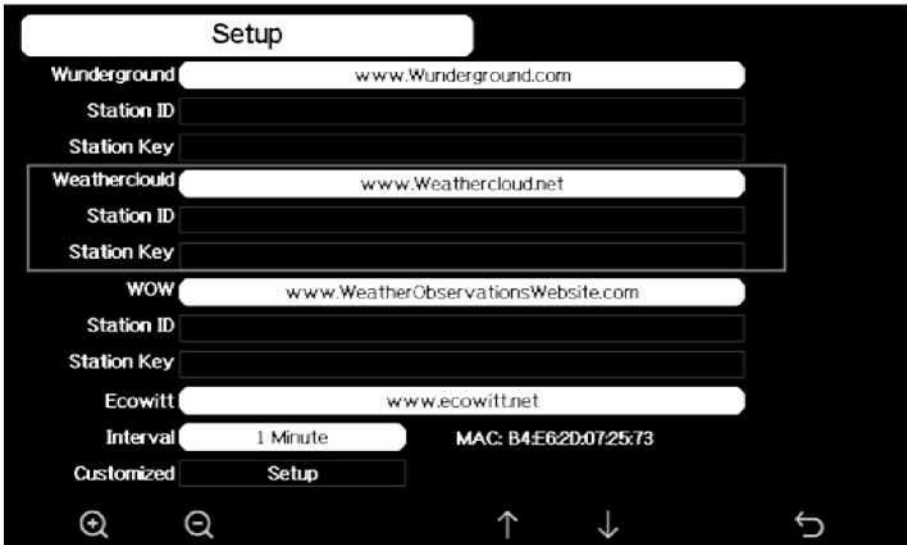 Setup
Wunderground www.Wunderground.com
Station ID
Station Key
Weatherclould www.Weathercloud.net
Station ID
Station Key
WOW www.WeatherObservationsWebsite.com
Station ID
Station Key
Ecowitt www.ecowitt.net
Interval 1 Minute MAC: B4:E6:2D:07:25:73
Customized Setup